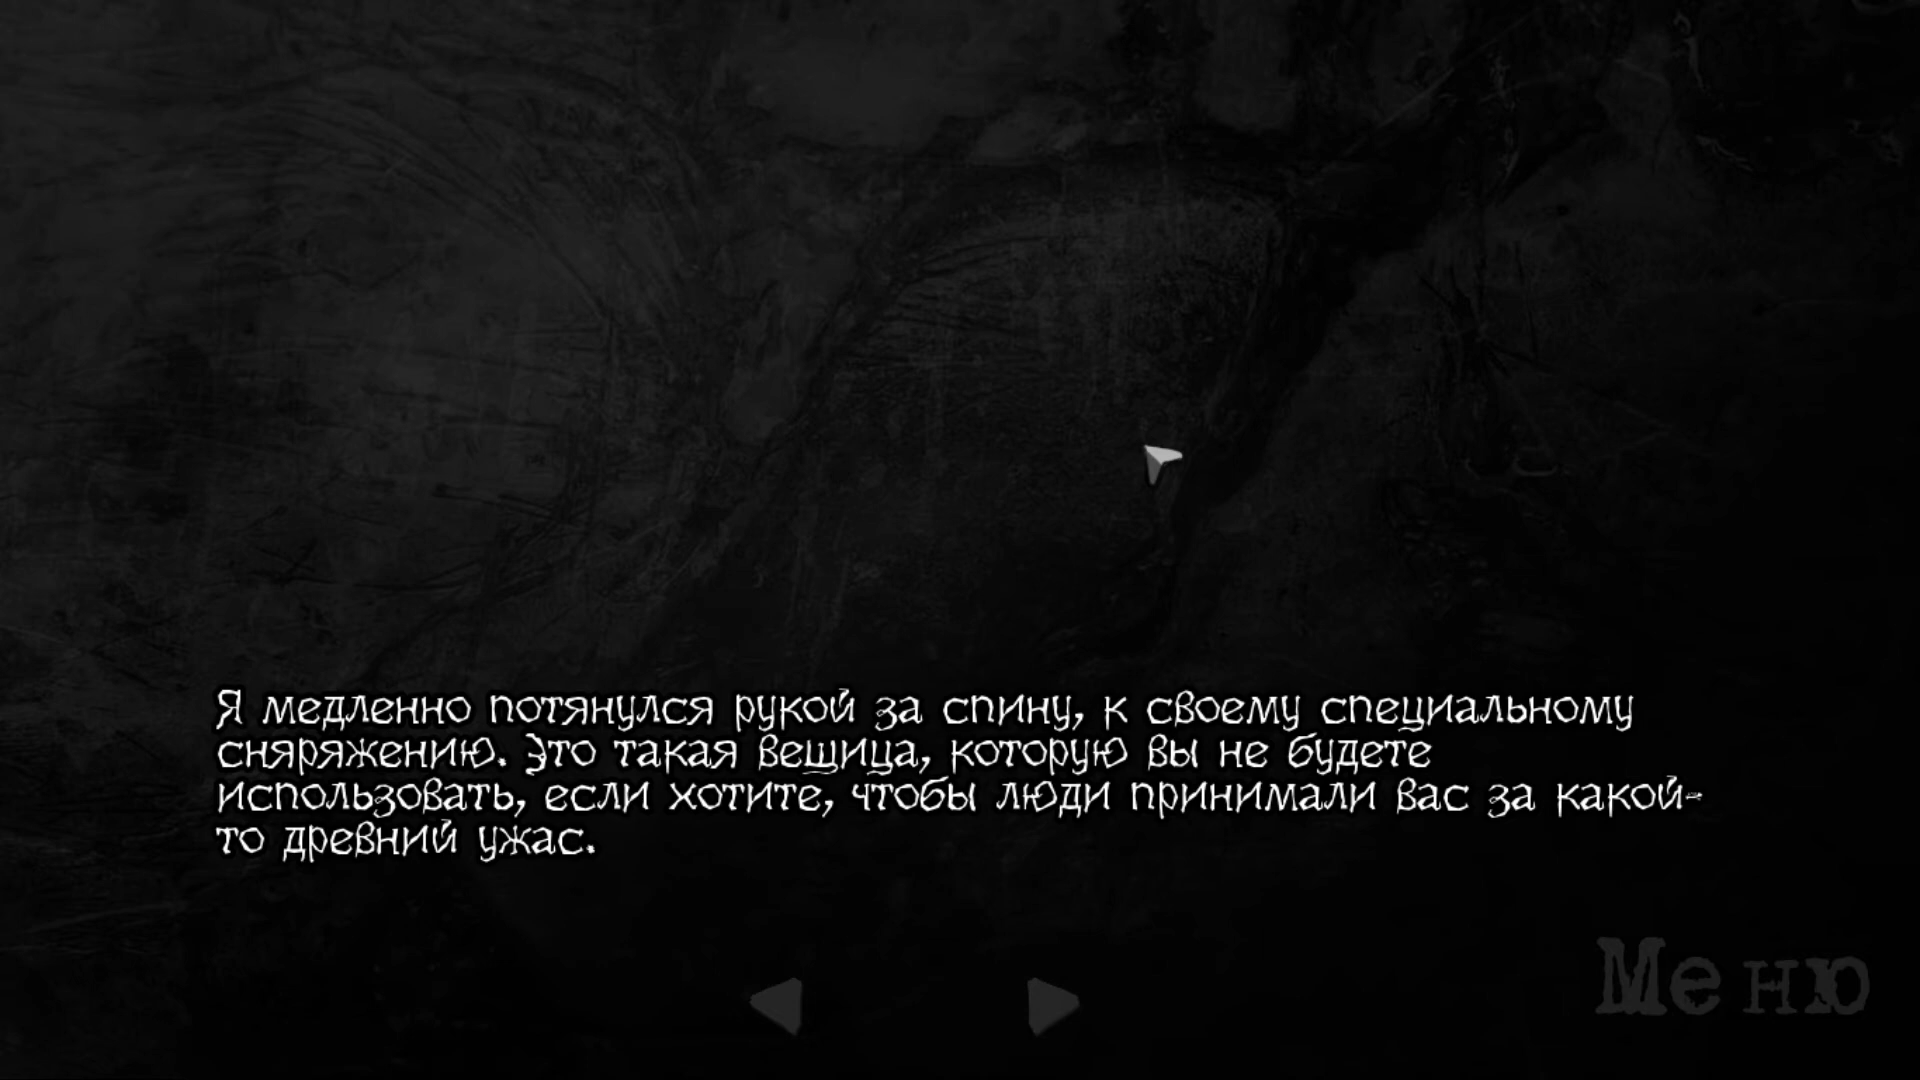 Я медленно потянулся рукой за спину, к своему специальному
сняряжению. Это такая вещица, которую вы не будете
использовать, если хотите, чтобы люди принимали вас за какой-
то древний ужас.
Меню